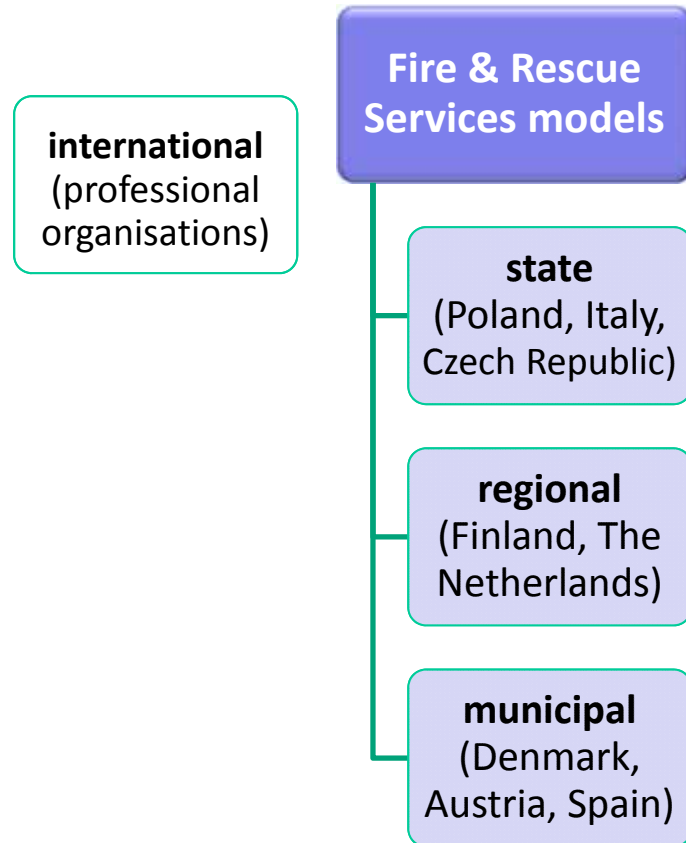 Fire & Rescue
Services models
international
(professional
organisations)
state
(Poland, Italy,
Czech Republic)
regional
(Finland, The
Netherlands)
municipal
(Denmark,
Austria, Spain)